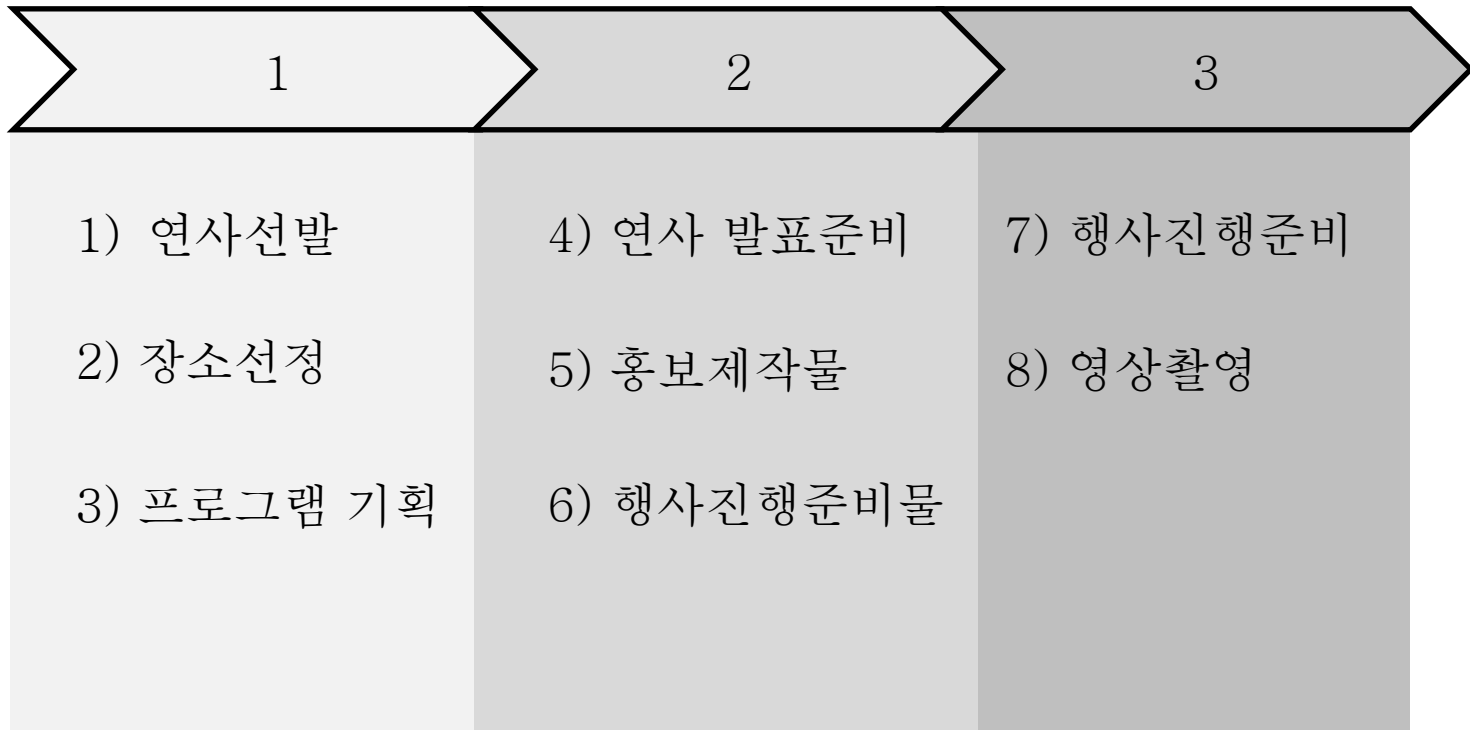 1
2
3
1) 연사선발
2) 장소선정
3) 프로그램 기획
4) 연사 발표준비
5) 홍보제작물
6) 행사진행준비물
7) 행사진행준비
8) 영상촬영